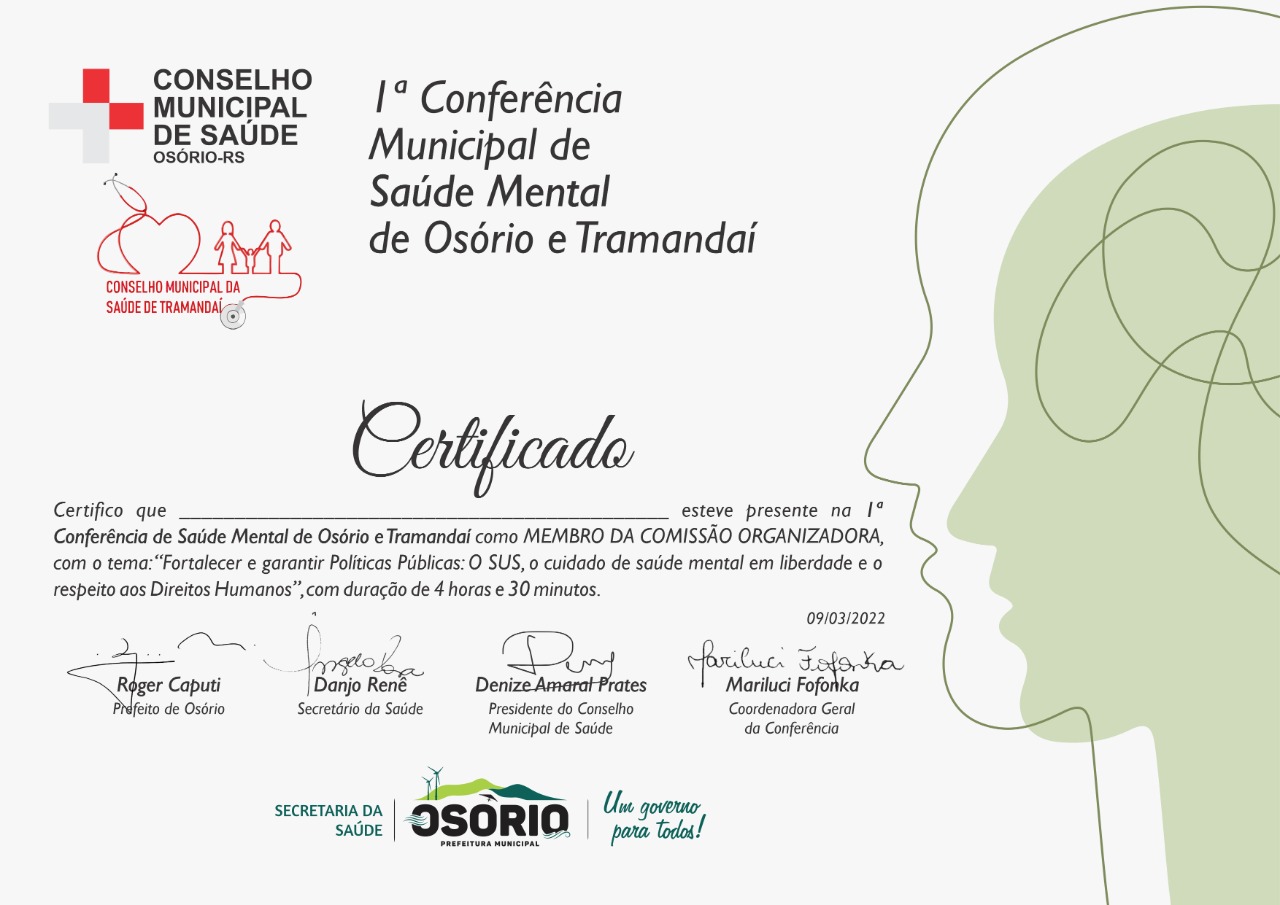 CONSELHO
MUNICIPAL
DE SAÚDE
OSÓRIO-RS
CONSELHO MUNICIPAL DA
SAÚDE DE TRAMANDAÍ
1ª Conferência
Municipal de
Saúde Mental
de Osório e Tramandaí
Certificado
Certifico que ______________________________________________ esteve presente na 1ª
Conferência de Saúde Mental de Osório e Tramandaí como MEMBRO DA COMISSÃO ORGANIZADORA,
com o tema: “Fortalecer e garantir Políticas Públicas: O SUS, o cuidado de saúde mental em liberdade e o
respeito aos Direitos Humanos”, com duração de 4 horas e 30 minutos.
09/03/2022
Mariluci Fofonka
Roger Caputi
Prefeito de Osório
Danjo Renê
Secretário da Saúde
Denize Amaral Prates
Presidente do Conselho
Municipal de Saúde
Mariluci Fofonka
Coordenadora Geral
da Conferência
SECRETARIA DA
SAÚDE
OSÓRIO
PREFEITURA MUNICIPAL
Um governo
para todos!